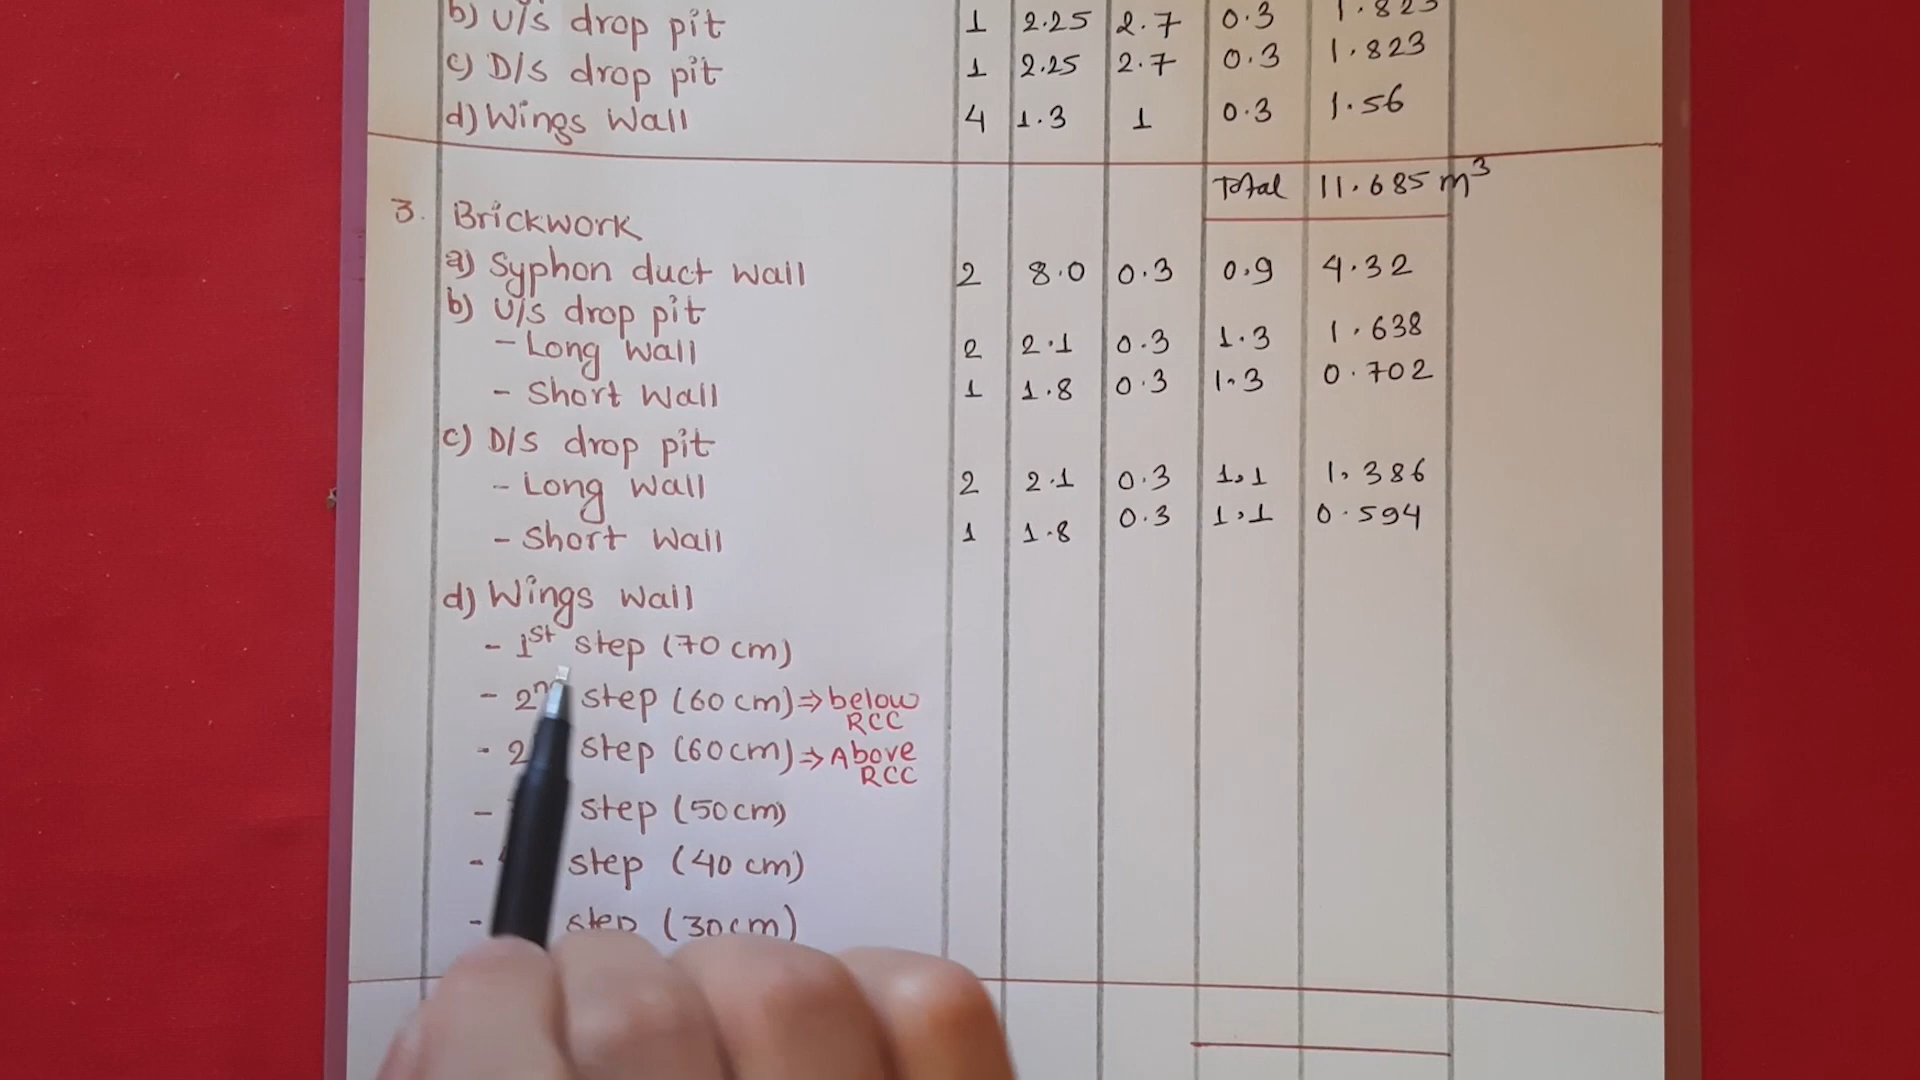 b) U/s drop pit 1 2.25 2.7 0.3 1.823
c) D/s drop pit 1 2.25 2.7 0.3 1.823
d) Wings Wall 4 1.3 1 0.3 1.56
Total 11.685 m³
3. Brickwork
a) Syphon duct wall 2 8.0 0.3 0.9 4.32
b) U/s drop pit
- Long wall 2 2.1 0.3 1.3 1.638
- Short Wall 1 1.8 0.3 1.3 0.702
c) D/s drop pit
- Long wall 2 2.1 0.3 1.1 1.386
- Short wall 1 1.8 0.3 1.1 0.594
d) Wings wall
- 1st step (70 cm)
- step (60 cm) ⇒ below
RCC
- step (60 cm) ⇒ Above
RCC
- step (50 cm)
- step (40 cm)
- step (30 cm)